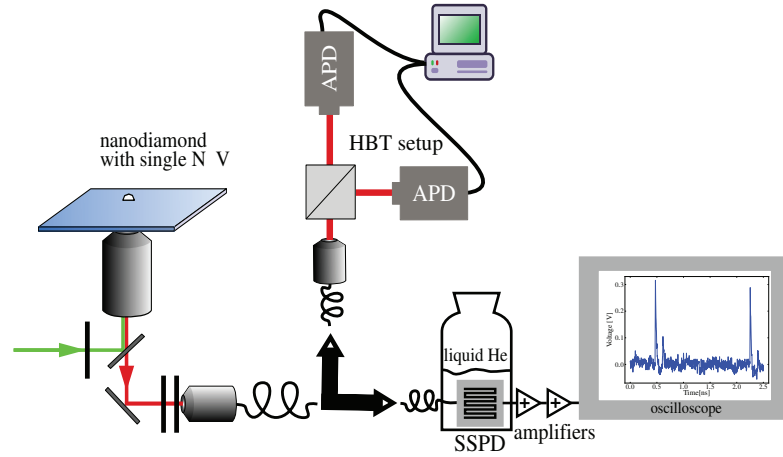 APD
HBT setup
APD
nanodiamond
with single N V
liquid He
SSPD
amplifiers
Voltage [V]
0.3
0.2
0.1
0.0
0.0
0.5
1.0
1.5
2.0
2.5
Time[ns]
oscilloscope